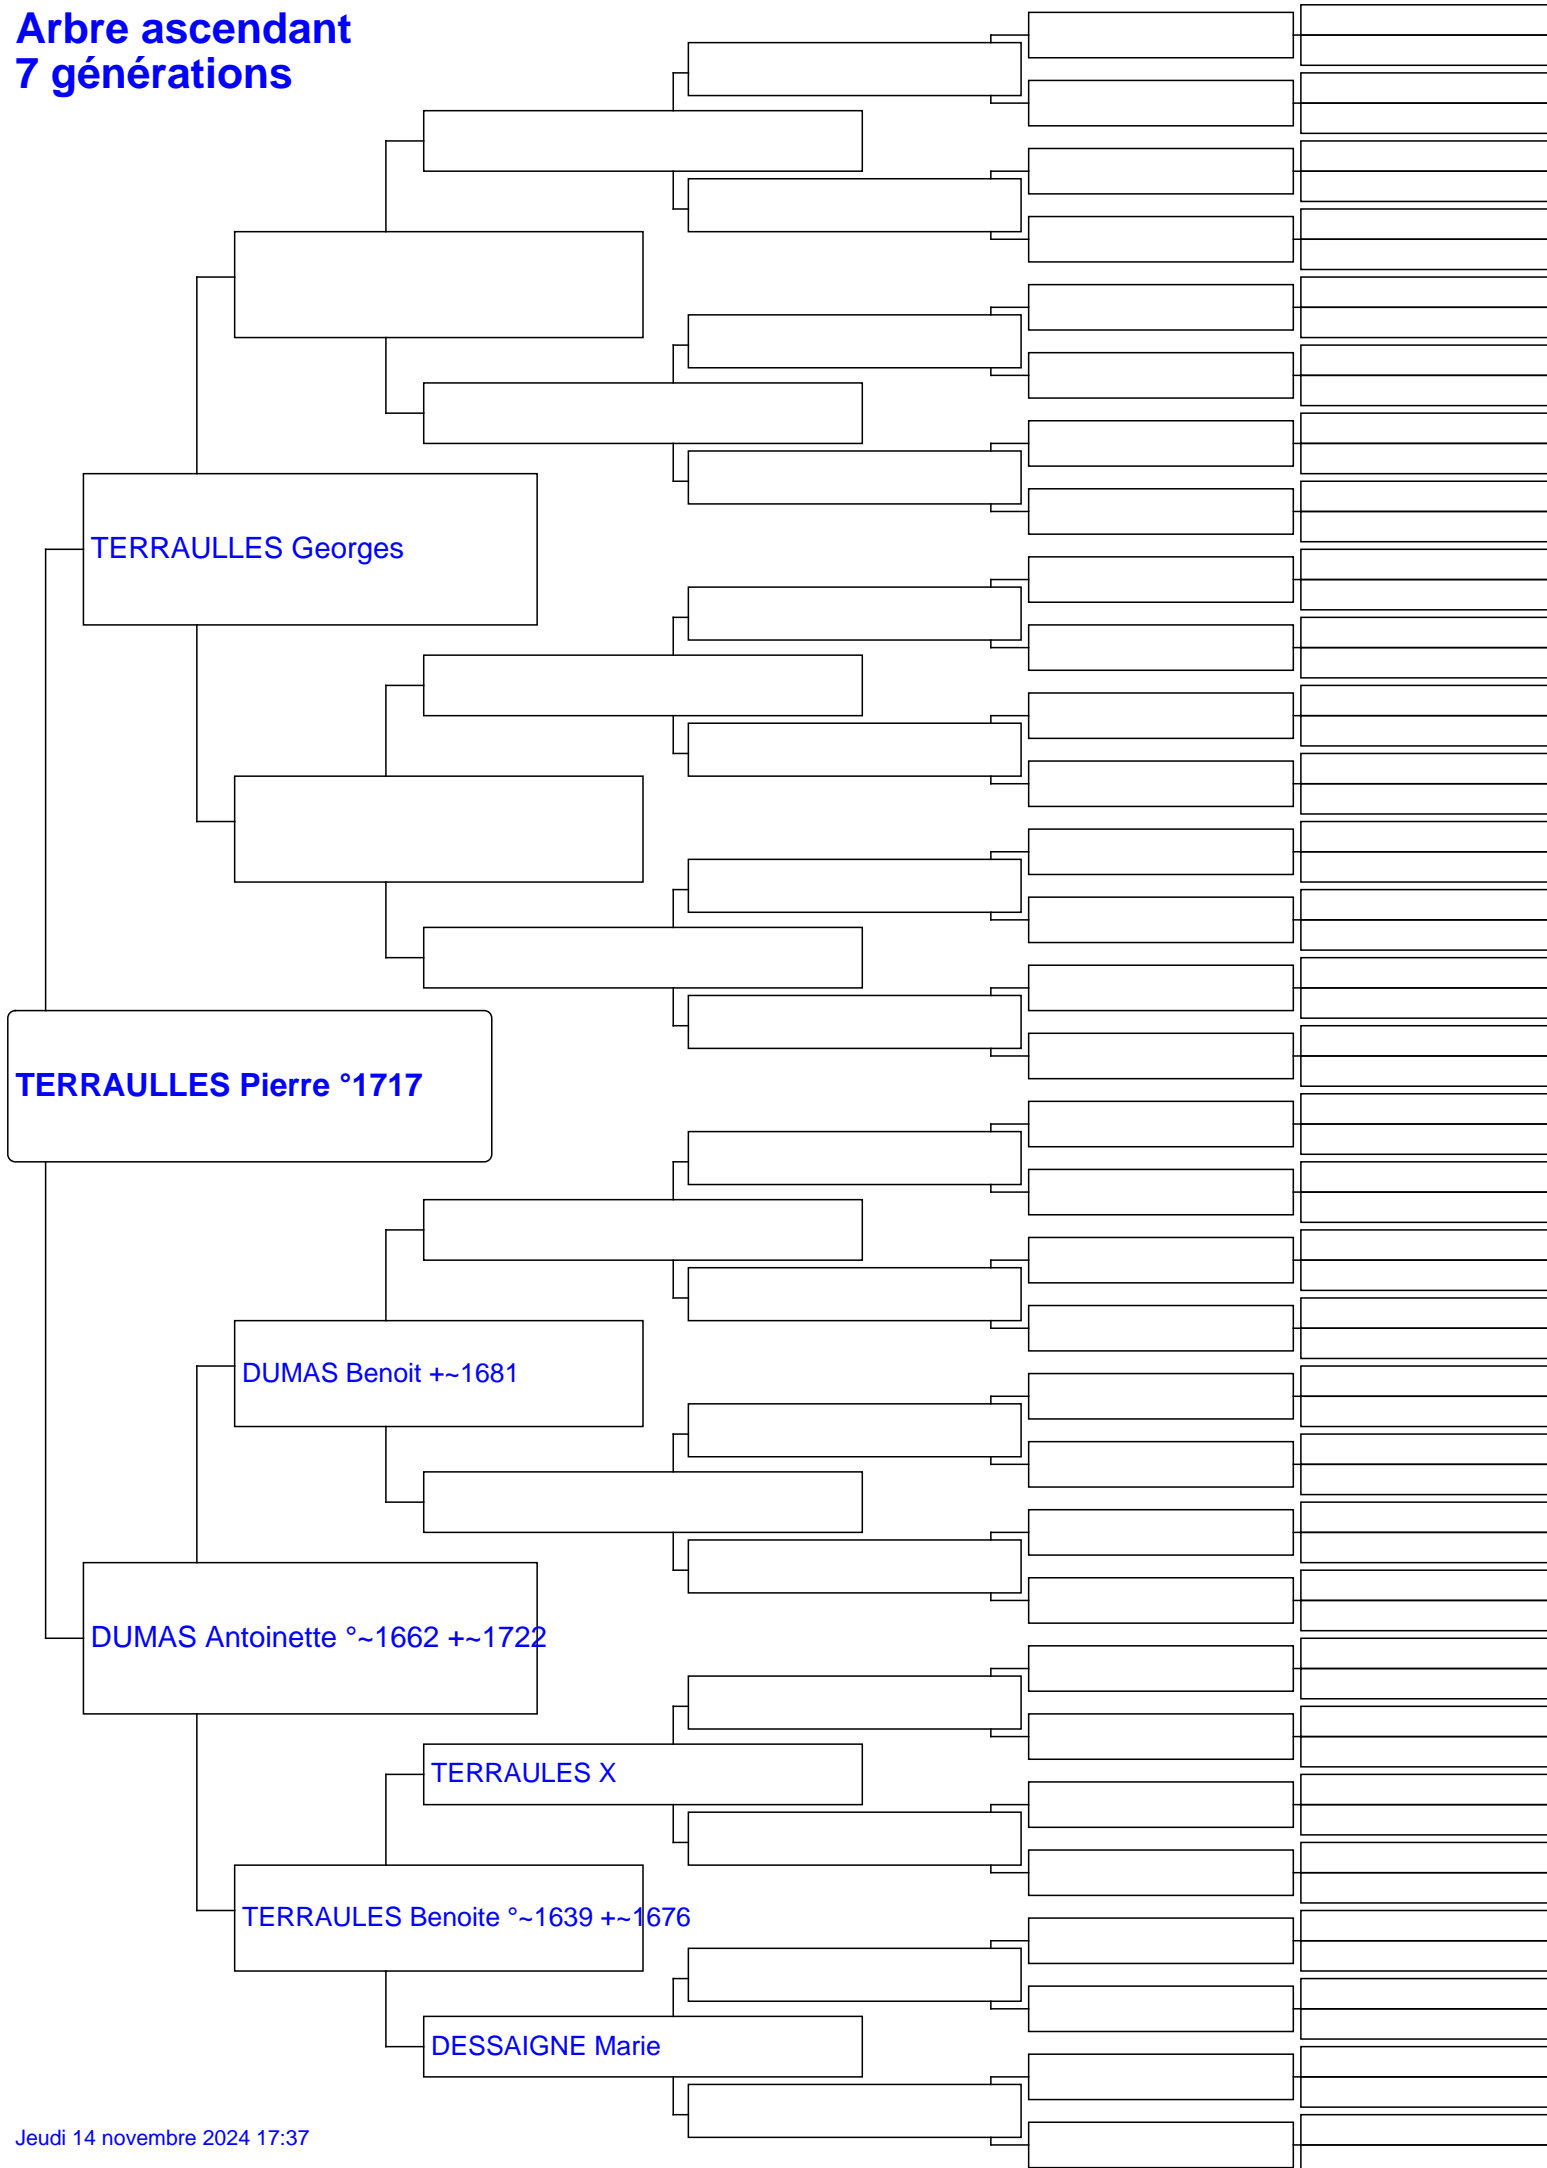 Arbre ascendant
7 générations
TERRAULLES Georges
TERRAULLES Pierre °1717
DUMAS Benoit +~1681
DUMAS Antoinette °~1662 +~1722
TERRAULES X
TERRAULES Benoite °~1639 +~1676
DESSAIGNE Marie
Jeudi 14 novembre 2024 17:37